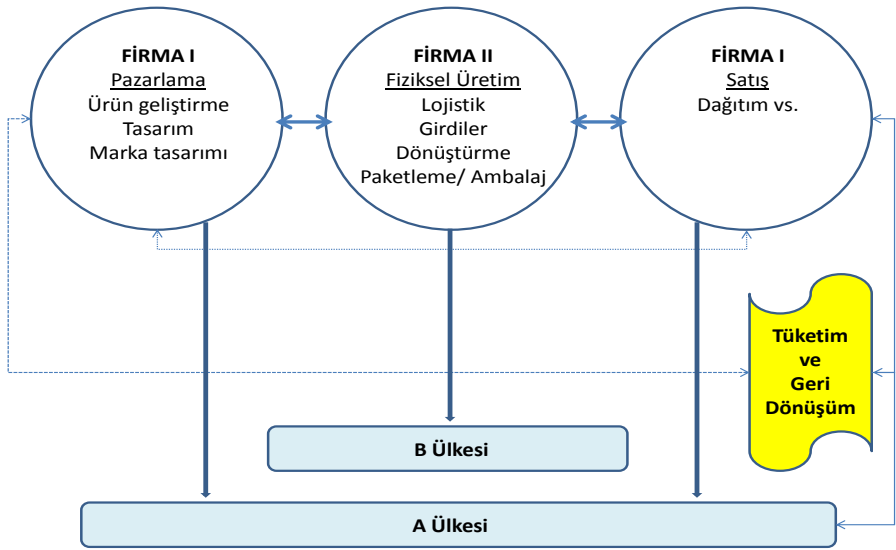 FİRMA I
Pazarlama
Ürün geliştirme
Tasarım
Marka tasarımı
FİRMA II
Fiziksel Üretim
Lojistik
Girdiler
Dönüştürme
Paketleme/ Ambalaj
FİRMA I
Satış
Dağıtım vs.
Tüketim
ve
Geri
Dönüşüm
B Ülkesi
A Ülkesi